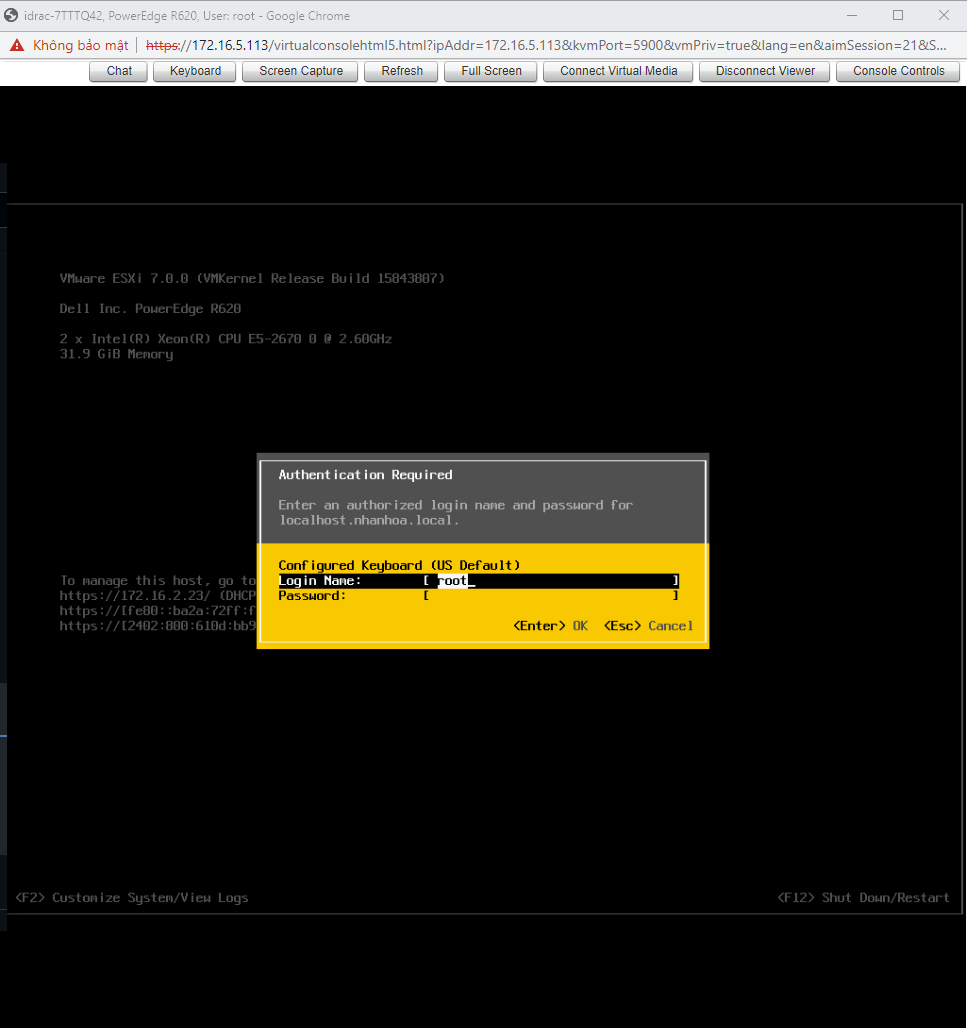 idrac-7TTTQ42, PowerEdge R620, User: root - Google Chrome
Không bảo mật | https://172.16.5.113/virtualconsolehtml5.html?ipAddr=172.16.5.113&kvmPort=5900&vmPriv=true&lang=en&aimSession=21&S...
Chat Keyboard Screen Capture Refresh Full Screen Connect Virtual Media Disconnect Viewer Console Controls
VMware ESXi 7.0.0 (VMKernel Release Build 15843807)
Dell Inc. PowerEdge R620
2 x Intel(R) Xeon(R) CPU E5-2670 0 @ 2.60GHz
31.9 GiB Memory
Authentication Required
Enter an authorized login name and password for
localhost.nhanhoa.local.
Configured Keyboard (US Default)
Login Name: [ root_ ]
Password: [ ]
<Enter> OK <Esc> Cancel
To manage this host, go to
https://172.16.2.23/ (DHCP
https://[fe80::ba2a:72ff:f
https://[2402:800:610d:bb9
<F2> Customize System/View Logs
<F12> Shut Down/Restart